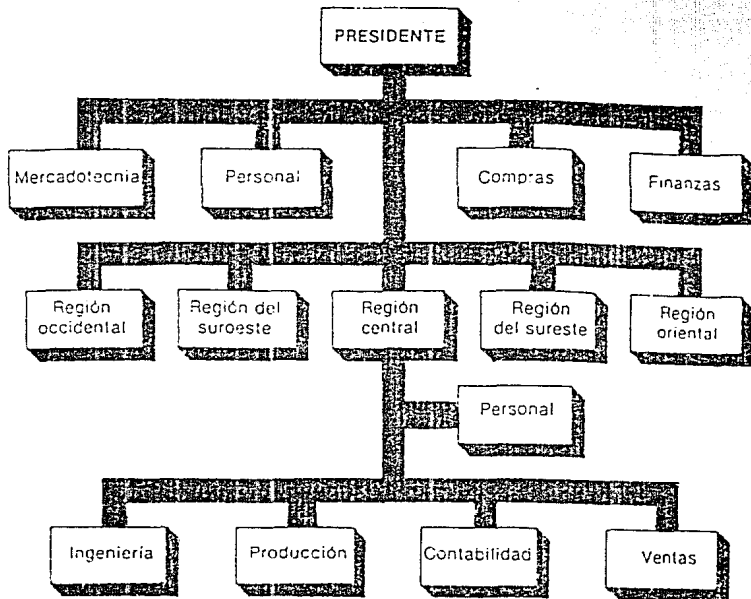 PRESIDENTE
Mercadotecnia
Personal
Compras
Finanzas
Región
occidental
Región del
suroeste
Región
central
Región
del sureste
Región
oriental
Personal
Ingeniería
Producción
Contabilidad
Ventas